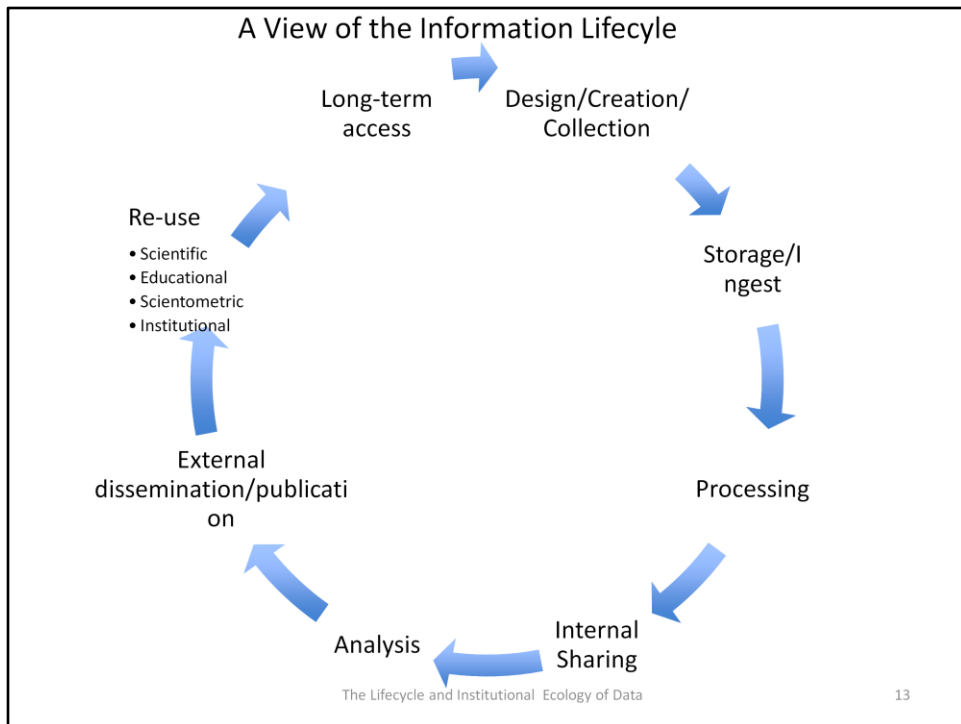 A View of the Information Lifecyle
Long-term
access
Design/Creation/
Collection
Storage/I
ngest
Processing
Internal
Sharing
Analysis
External
dissemination/publicati
on
Re-use
• Scientific
• Educational
• Scientometric
• Institutional
The Lifecycle and Institutional Ecology of Data
13